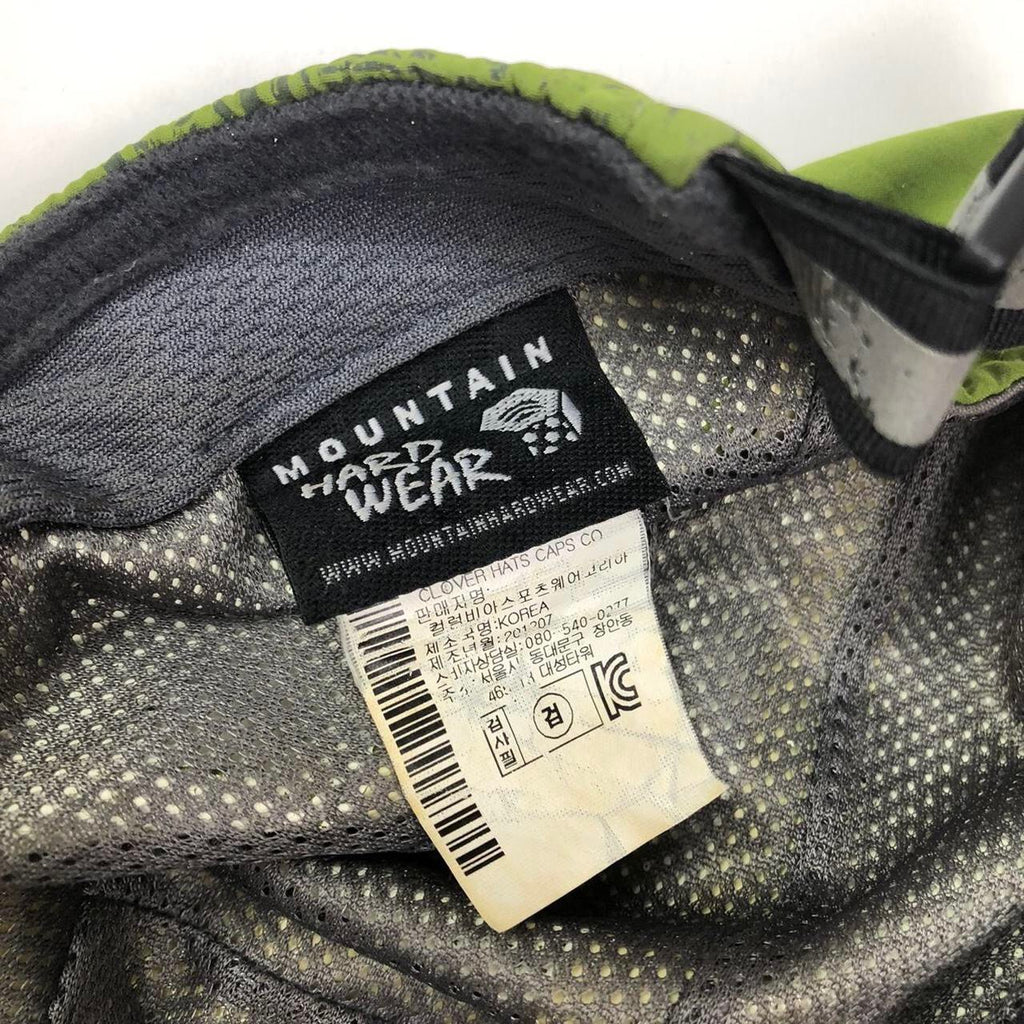 MOUNTAIN
HARD
WEAR
WWW.MOUNTAINHARDWEAR.COM
CLOVER HATS CAPS CO
판매자명:
컬럼비아스포츠웨어코리아
제조국명:KOREA
제조년월: 201207
소비자상담실: 080-540-0277
서울시 동대문구 장안동
대성타워
검사필
검